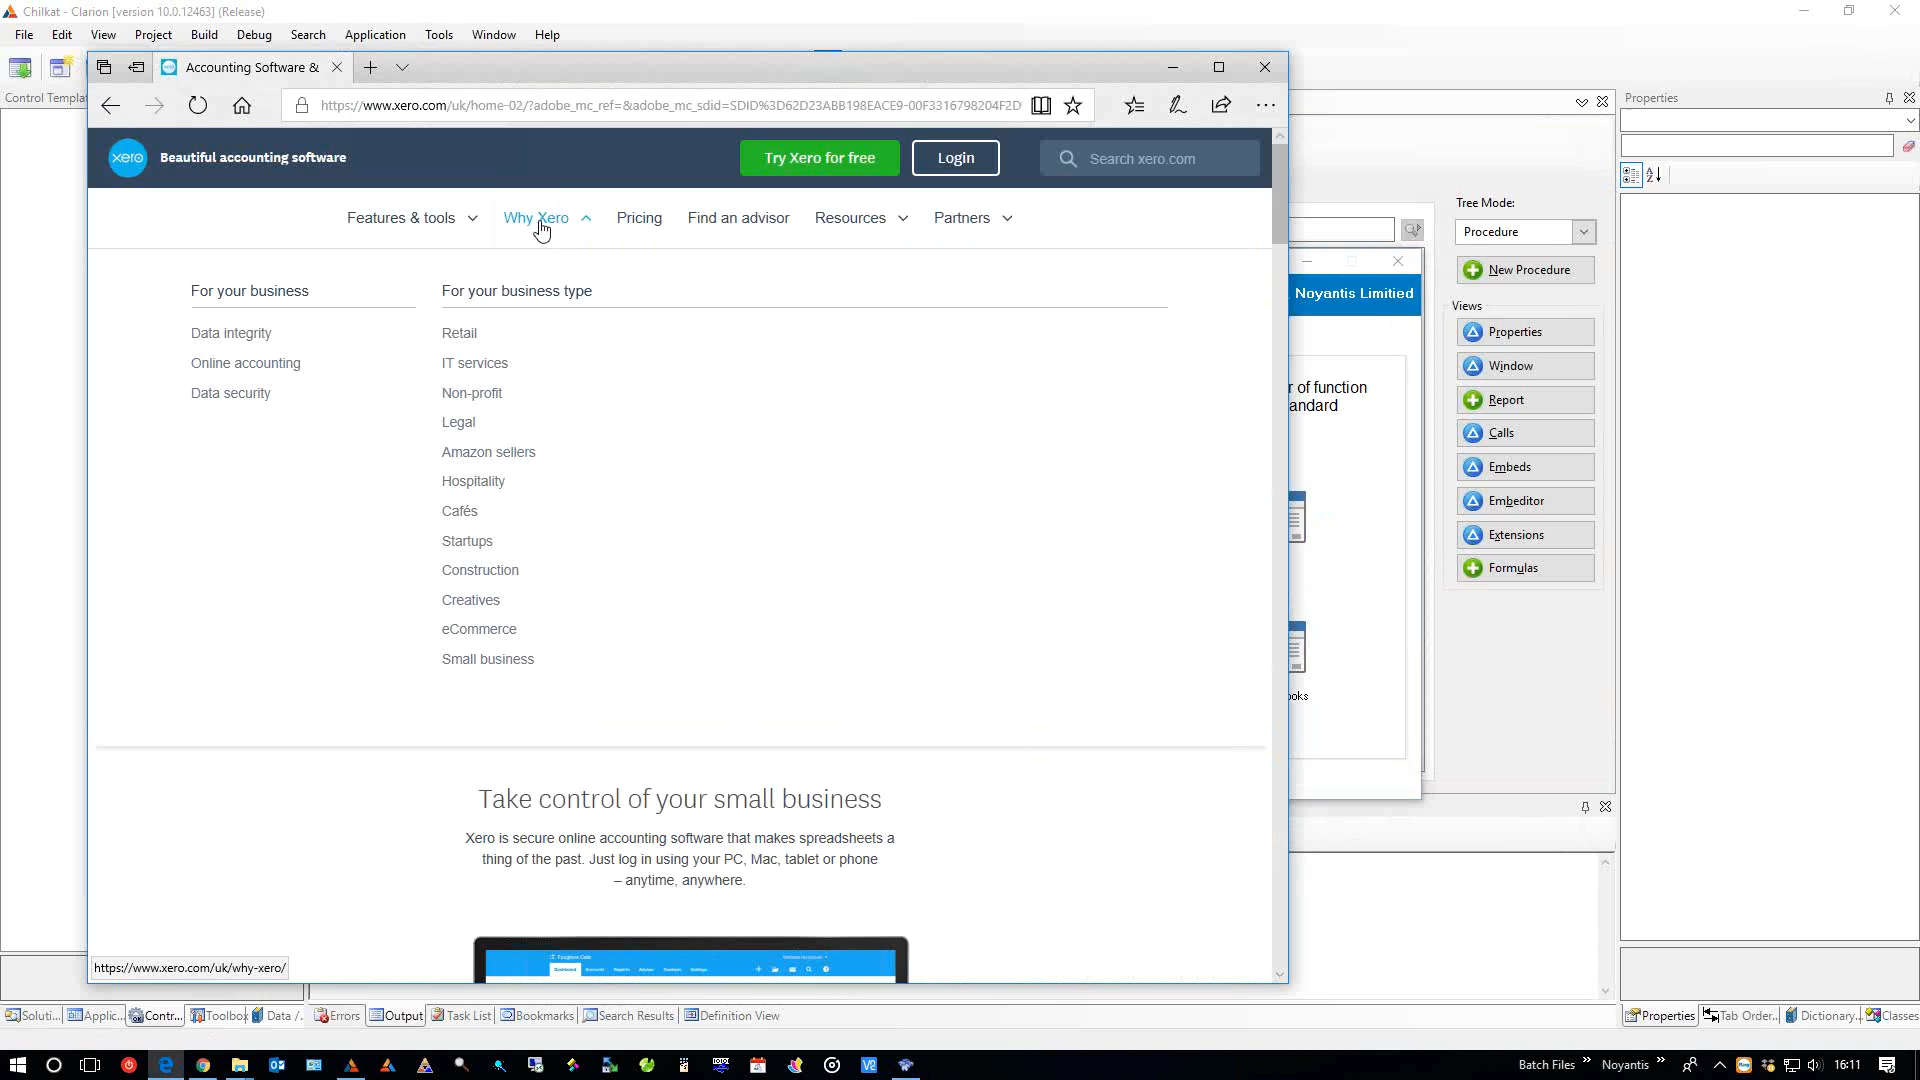 Chilkat - Clarion [version 10.0.12463] (Release)
File Edit View Project Build Debug Search Application Tools Window Help
Accounting Software &
Control Templat
Properties
https://www.xero.com/uk/home-02/?adobe_mc_ref=&adobe_mc_sdid=SDID%3D62D23ABB198EACE9-00F3316798204F2D
xero Beautiful accounting software
Try Xero for free
Login
Search xero.com
Features & tools
Why Xero
Pricing
Find an advisor
Resources
Partners
For your business
Data integrity
Online accounting
Data security
For your business type
Retail
IT services
Non-profit
Legal
Amazon sellers
Hospitality
Cafés
Startups
Construction
Creatives
eCommerce
Small business
Take control of your small business
Xero is secure online accounting software that makes spreadsheets a
thing of the past. Just log in using your PC, Mac, tablet or phone
– anytime, anywhere.
Dashboard Accounts Reports Adviser Contacts Settings
https://www.xero.com/uk/why-xero/
Noyantis Limitied
r of function
andard
ooks
Tree Mode:
Procedure
New Procedure
Views
Properties
Window
Report
Calls
Embeds
Embeditor
Extensions
Formulas
Soluti... Applic... Contr... Toolbox Data /... Errors Output Task List Bookmarks Search Results Definition View
Properties Tab Order... Dictionary... Classes
Batch Files » Noyantis » 16:11